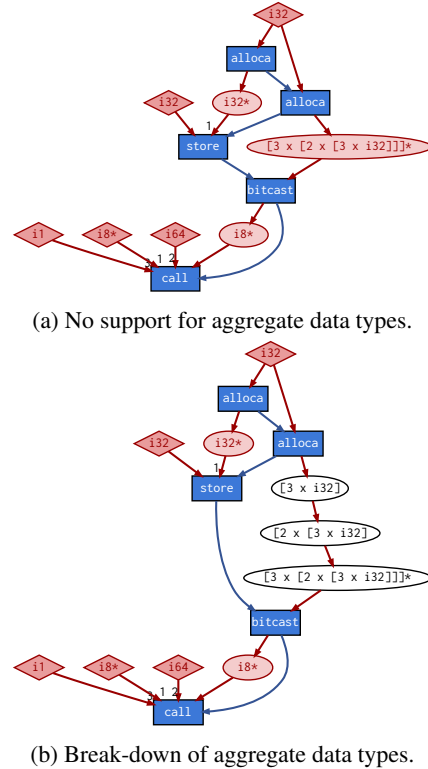 i32
alloca
i32
i32*
alloca
1
store
[3 x [2 x [3 x i32]]]*
bitcast
i1
i8*
i64
i8*
3
1
2
call
(a) No support for aggregate data types.
i32
alloca
i32
i32*
alloca
1
store
[3 x i32]
[2 x [3 x i32]
[3 x [2 x [3 x i32]]]*
bitcast
i1
i8*
i64
i8*
3
1
2
call
(b) Break-down of aggregate data types.